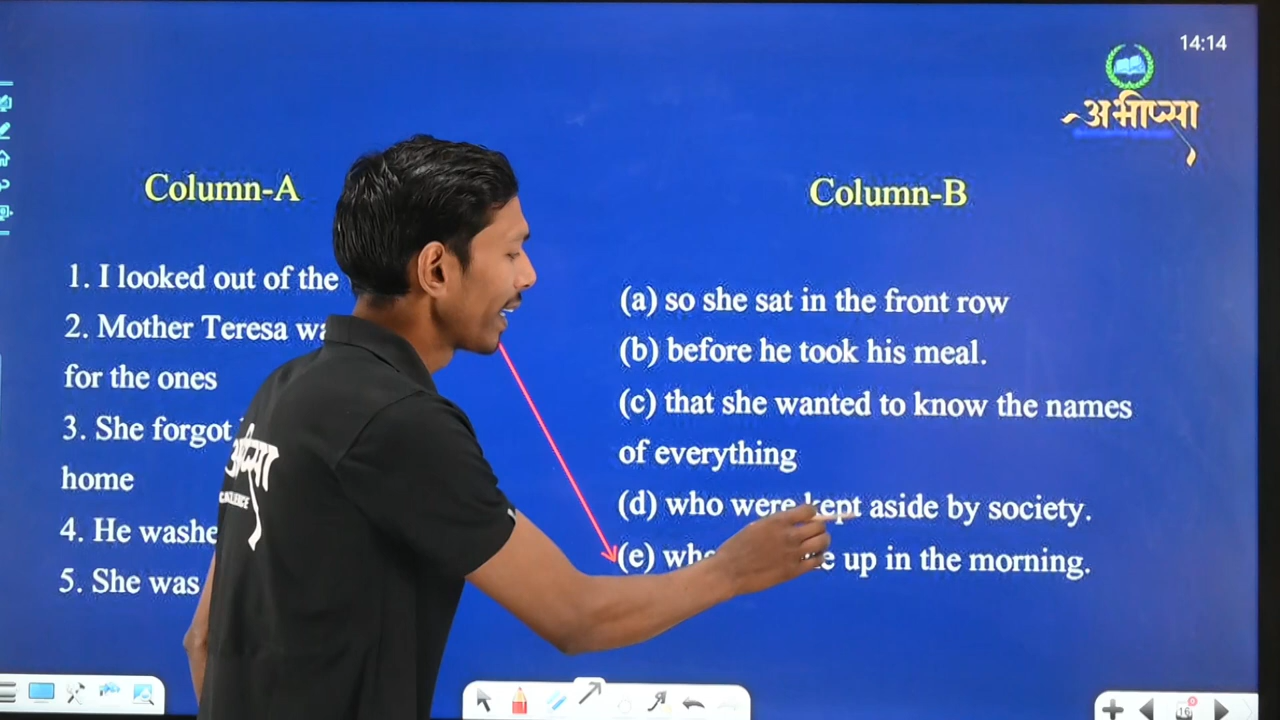 14:14
अभीप्सा
Column-A
Column-B
1. I looked out of the
2. Mother Teresa
for the ones
3. She forgot
home
4. He washe
5. She was
(a) so she sat in the front row
(b) before he took his meal.
(c) that she wanted to know the names
of everything
(d) who were kept aside by society.
(e) up in the morning.
16